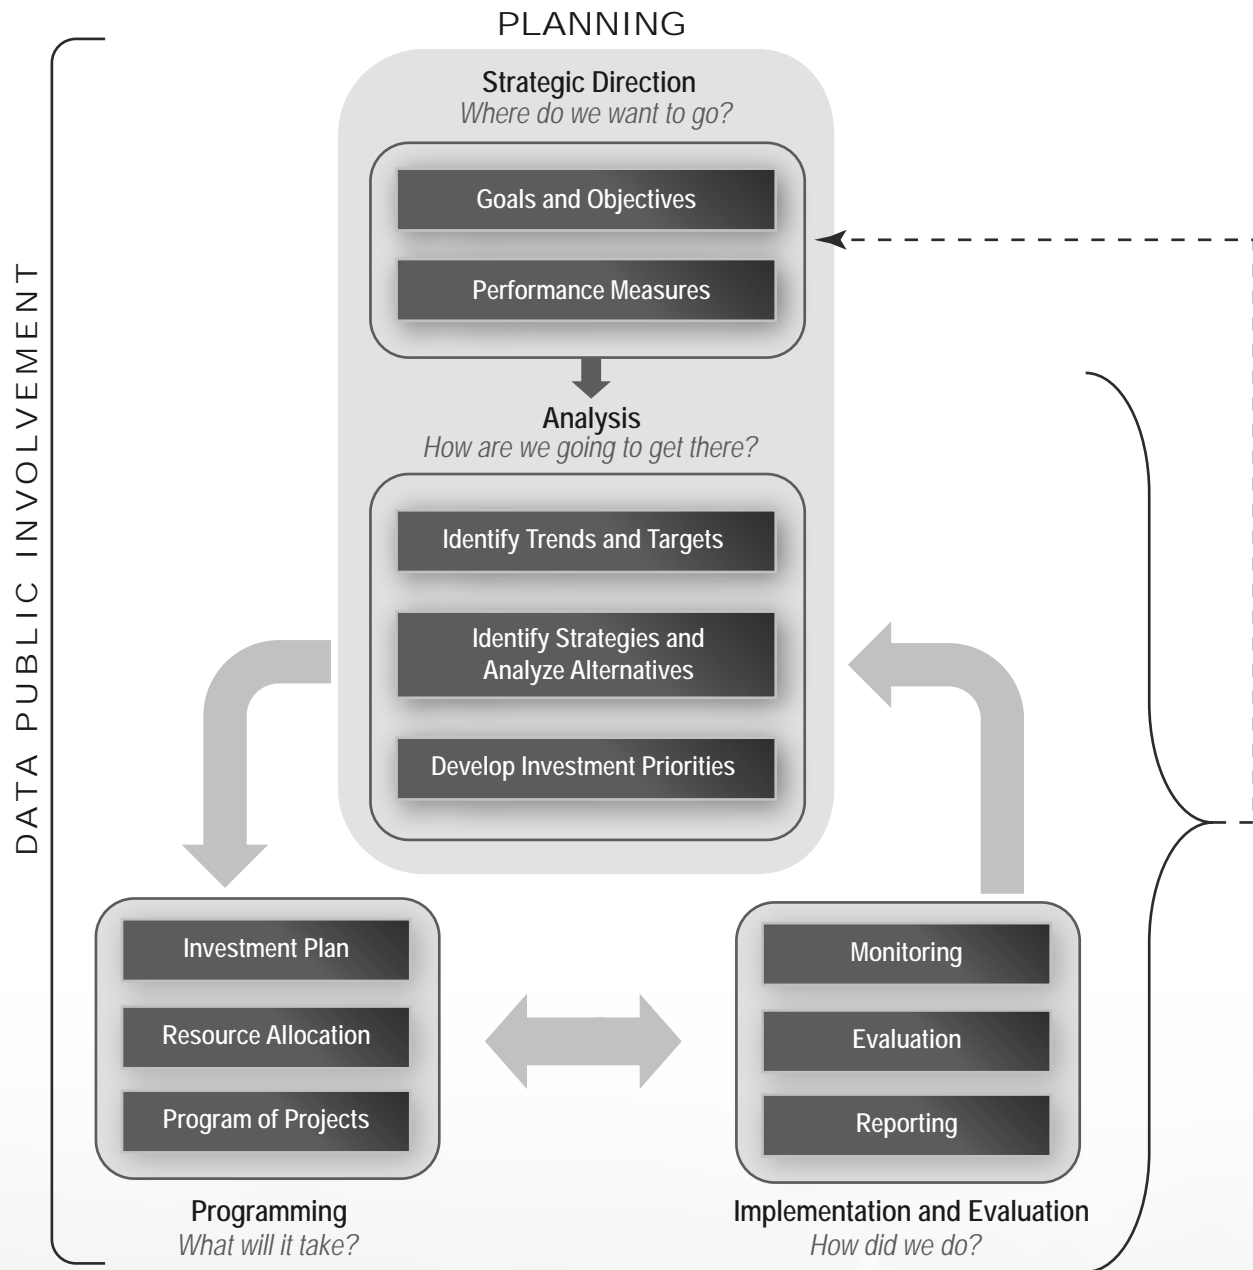 PLANNING
Strategic Direction
Where do we want to go?
Goals and Objectives
Performance Measures
Analysis
How are we going to get there?
Identify Trends and Targets
Identify Strategies and
Analyze Alternatives
Develop Investment Priorities
DATA PUBLIC INVOLVEMENT
Investment Plan
Resource Allocation
Program of Projects
Programming
What will it take?
Monitoring
Evaluation
Reporting
Implementation and Evaluation
How did we do?